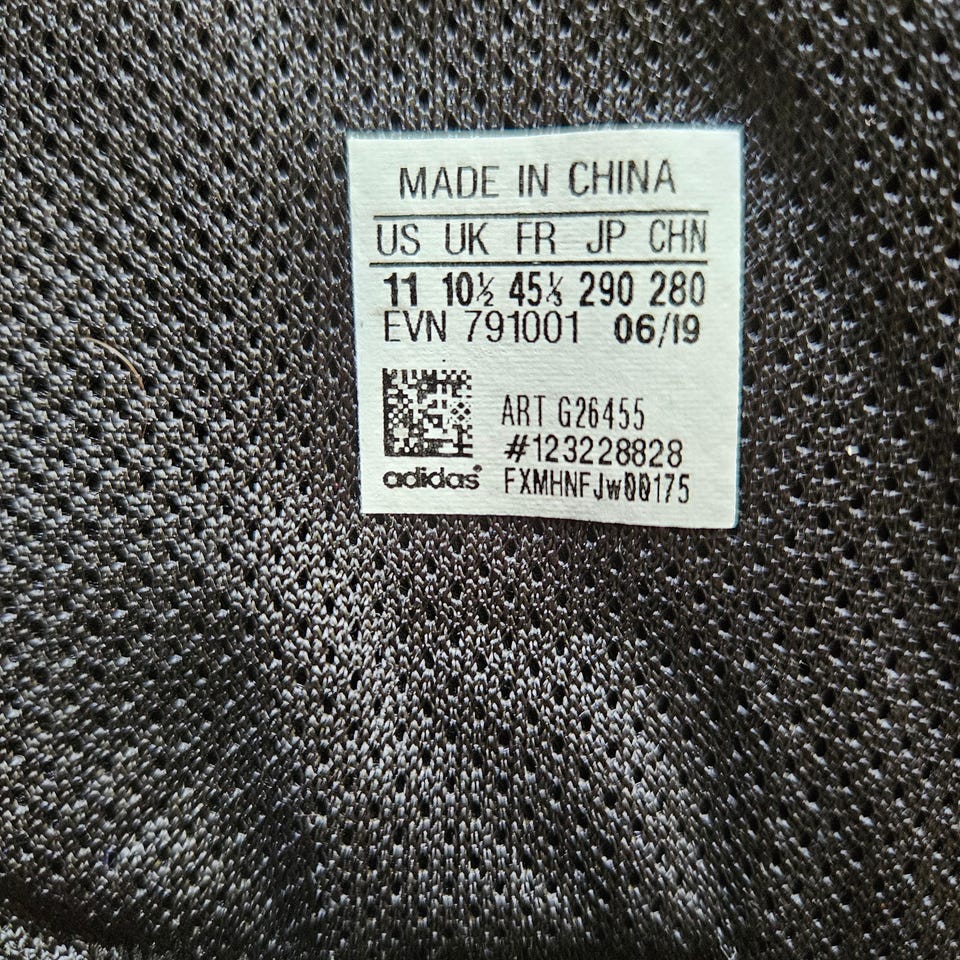 MADE IN CHINA
US UK FR JP CHN
11 10½ 45⅓ 290 280
EVN 791001 06/19
ART G26455
#123228828
adidas® FXMHNFJw00175